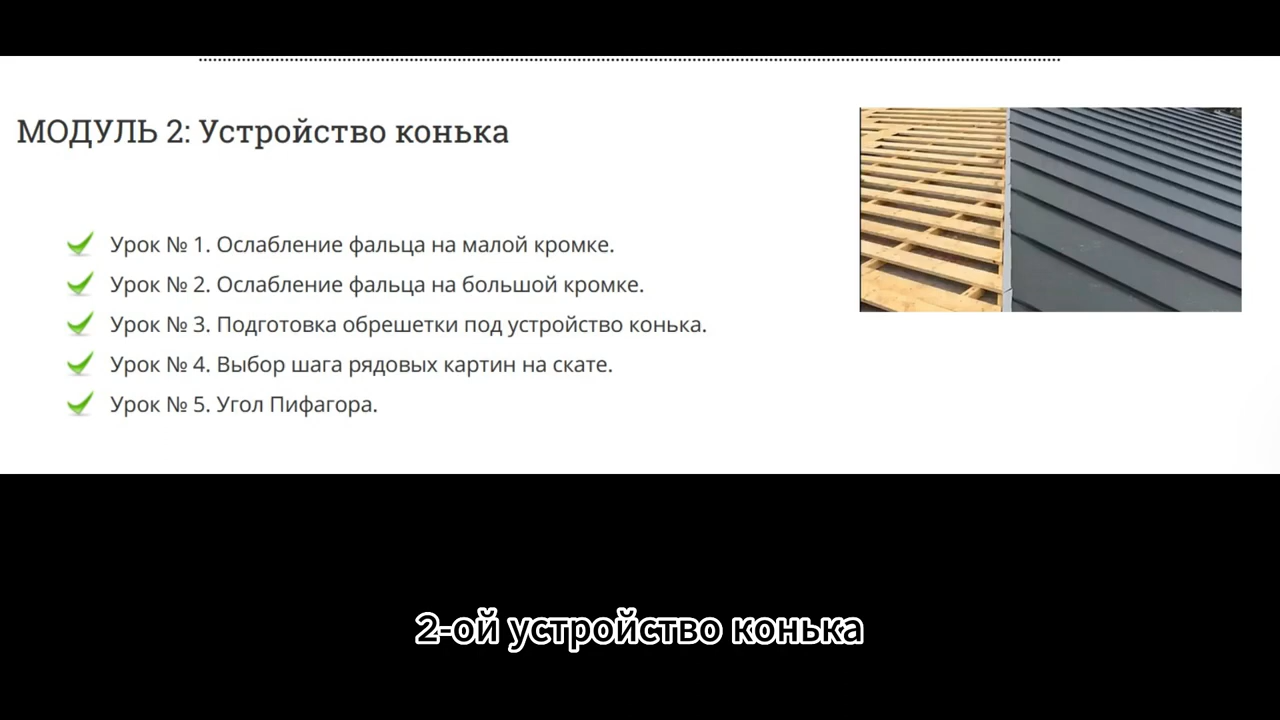 МОДУЛЬ 2: Устройство конька
Урок № 1. Ослабление фальца на малой кромке.
Урок № 2. Ослабление фальца на большой кромке.
Урок № 3. Подготовка обрешетки под устройство конька.
Урок № 4. Выбор шага рядовых картин на скате.
Урок № 5. Угол Пифагора.
2-ой устройство конька